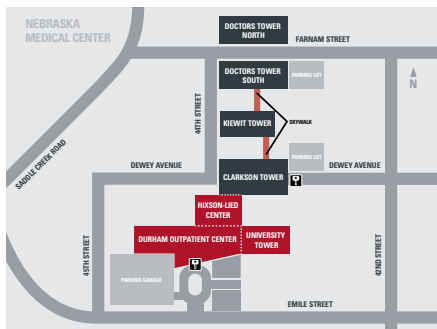 NEBRASKA
MEDICAL CENTER
DOCTORS TOWER
NORTH
FARNAM STREET
DOCTORS TOWER
SOUTH
PARKING LOT
N
44TH STREET
KIEWIT TOWER
SKYWALK
SADDLE CREEK ROAD
DEWEY AVENUE
PARKING LOT
DEWEY AVENUE
CLARKSON TOWER
HIXSON-LIED
CENTER
DURHAM OUTPATIENT CENTER
UNIVERSITY
TOWER
45TH STREET
42ND STREET
PARKING GARAGE
EMILE STREET